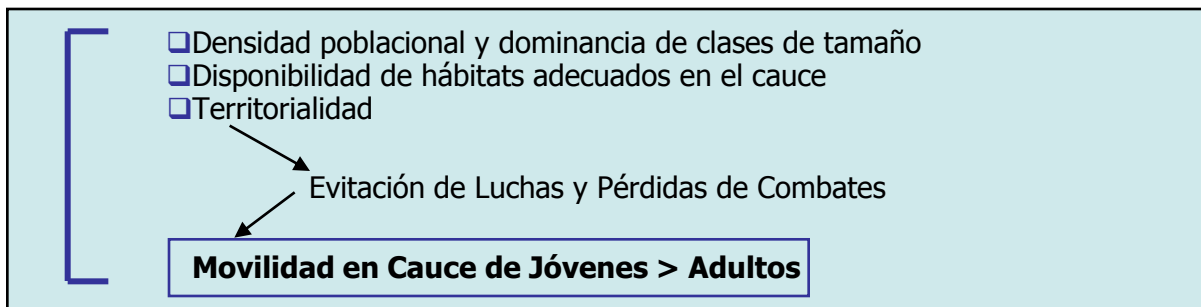 ❑Densidad poblacional y dominancia de clases de tamaño
❑Disponibilidad de hábitats adecuados en el cauce
❑Territorialidad
Evitación de Luchas y Pérdidas de Combates
Movilidad en Cauce de Jóvenes > Adultos